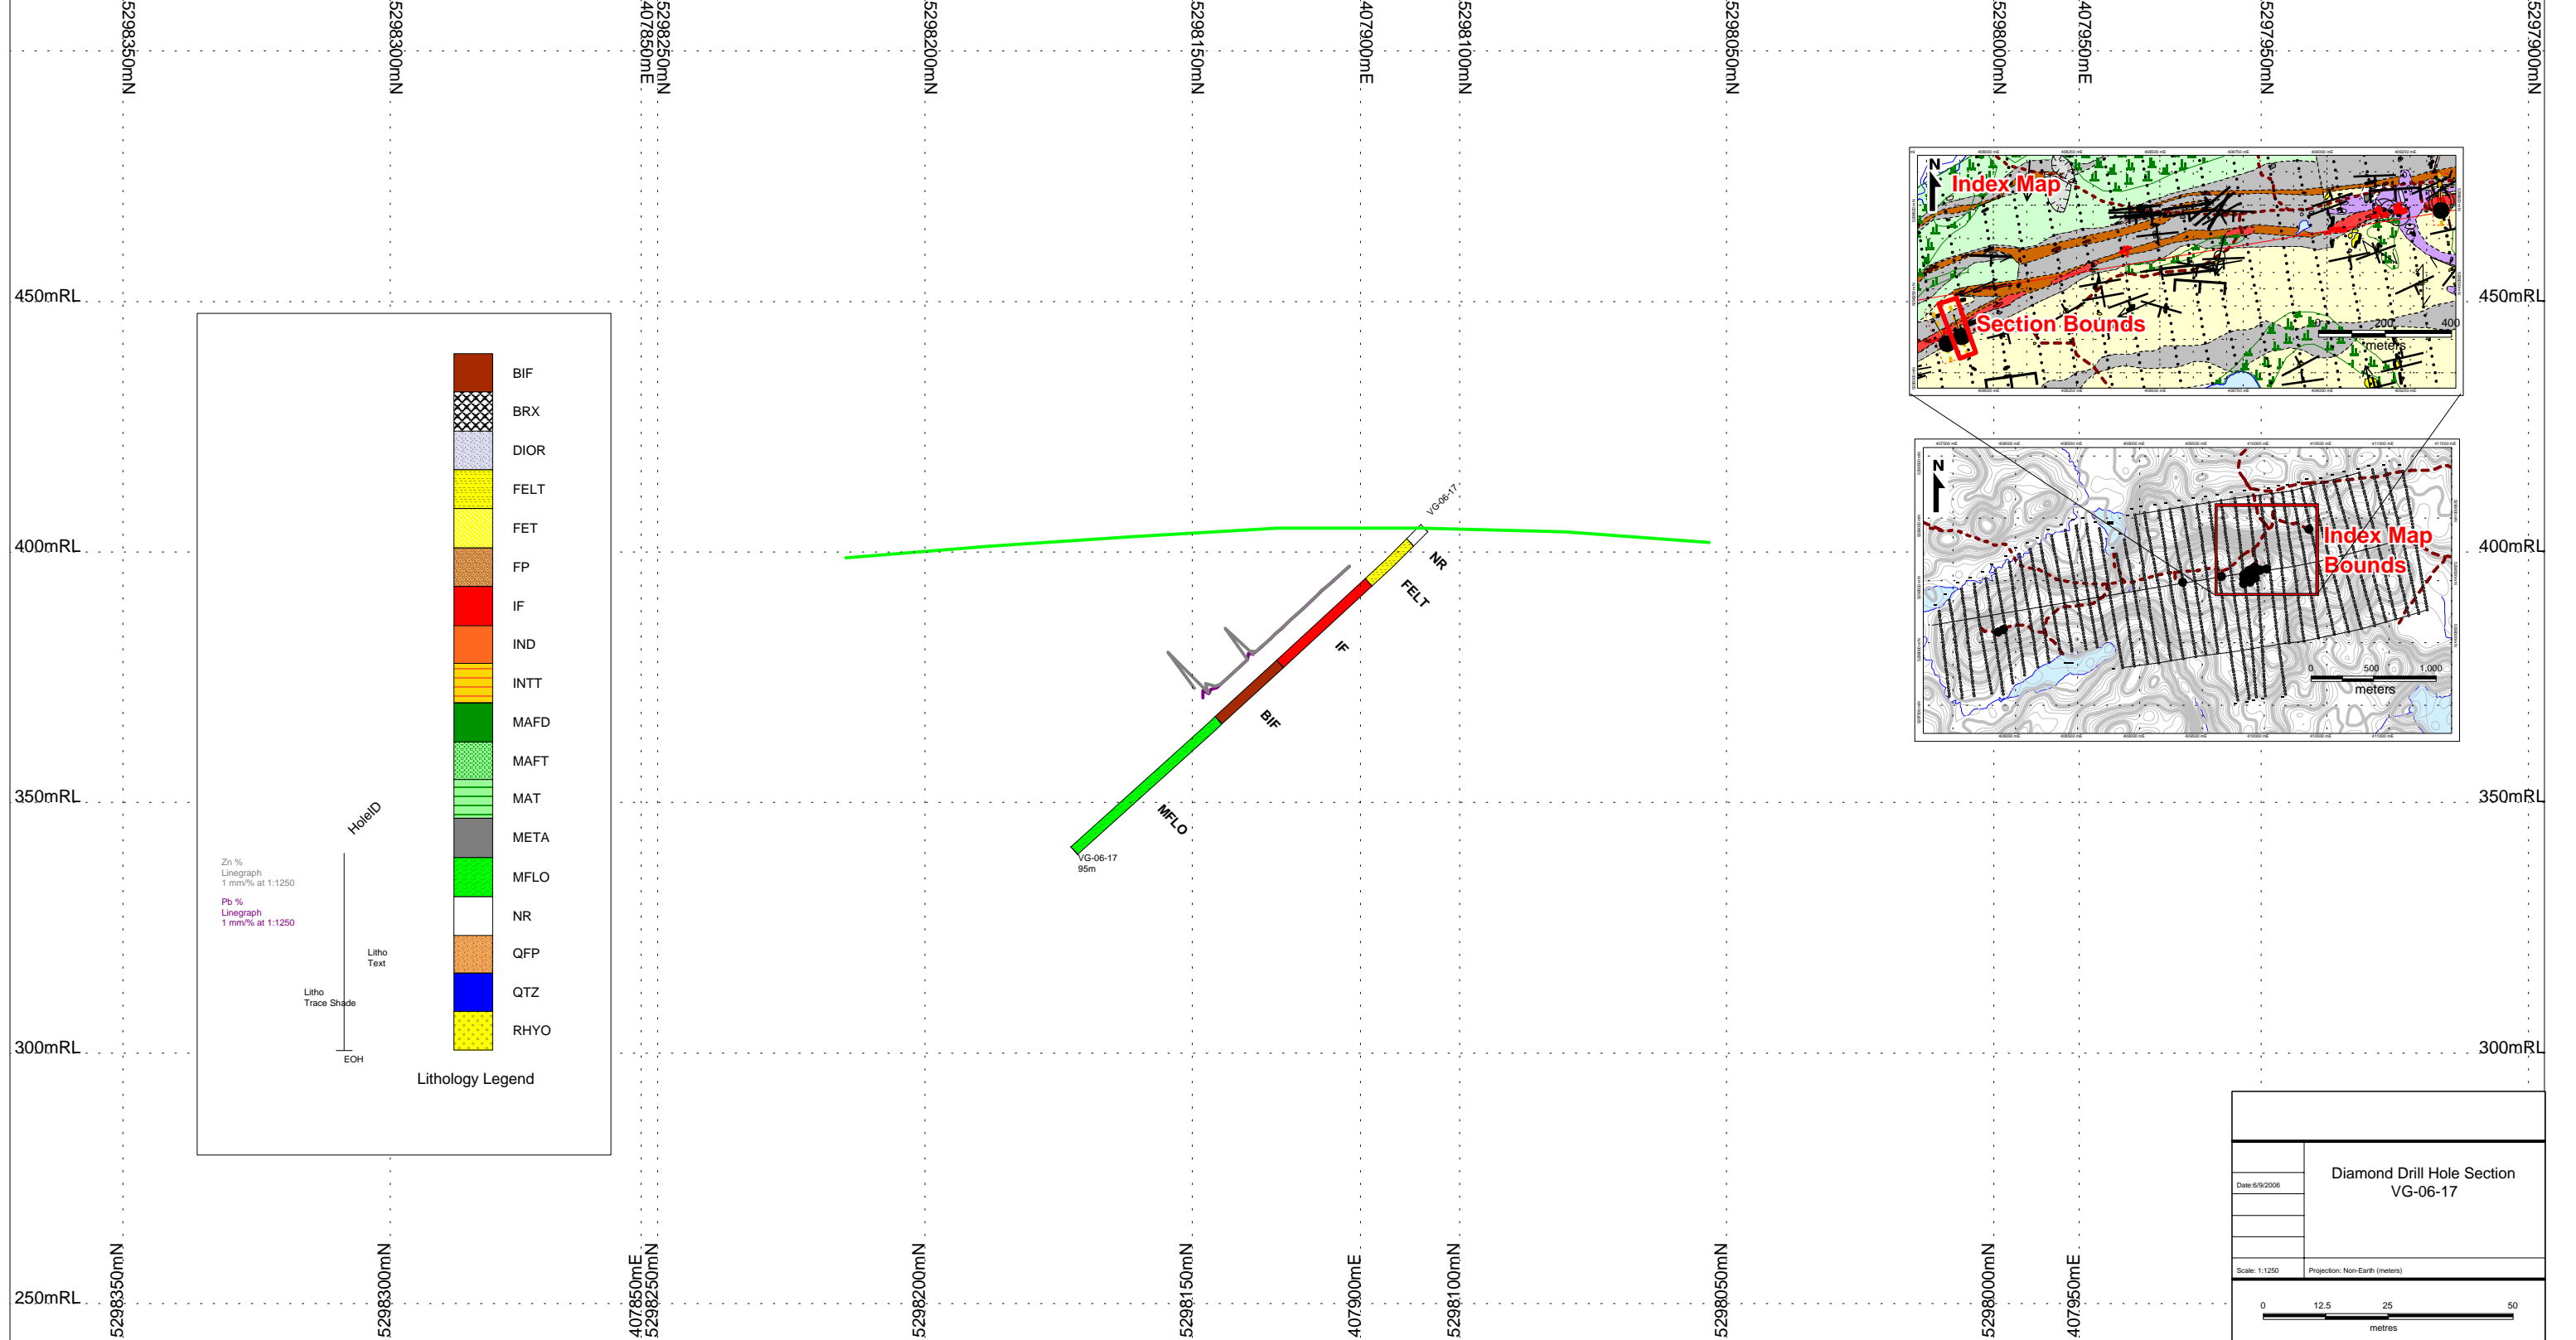 5298350mN
5298300mN
407850mE
5298250mN
5298200mN
5298150mN
407900mE
5298100mN
5298050mN
5298000mN
407950mE
5297950mN
5297900mN
450mRL
450mRL
400mRL
400mRL
350mRL
350mRL
300mRL
300mRL
250mRL
BIF
BRX
DIOR
FELT
FET
FP
IF
IND
INTT
MAFD
MAFT
MAT
META
MFLO
NR
QFP
QTZ
RHYO
Lithology Legend
HoleID
Zn %
Linegraph
1 mm/% at 1:1250
Pb %
Linegraph
1 mm/% at 1:1250
Litho
Text
Litho
Trace Shade
EOH
VG-06-17
NR
FELT
IF
BIF
MFLO
VG-06-17
95m
N
Index Map
Section Bounds
0 200 400
meters
N
Index Map
Bounds
0 500 1,000
meters
Diamond Drill Hole Section
VG-06-17
Date:6/9/2006
Scale: 1:1250
Projection: Non-Earth (meters)
0 12.5 25 50
metres
5298350mN
5298300mN
407850mE
5298250mN
5298200mN
5298150mN
407900mE
5298100mN
5298050mN
5298000mN
407950mE
5297950mN
5297900mN